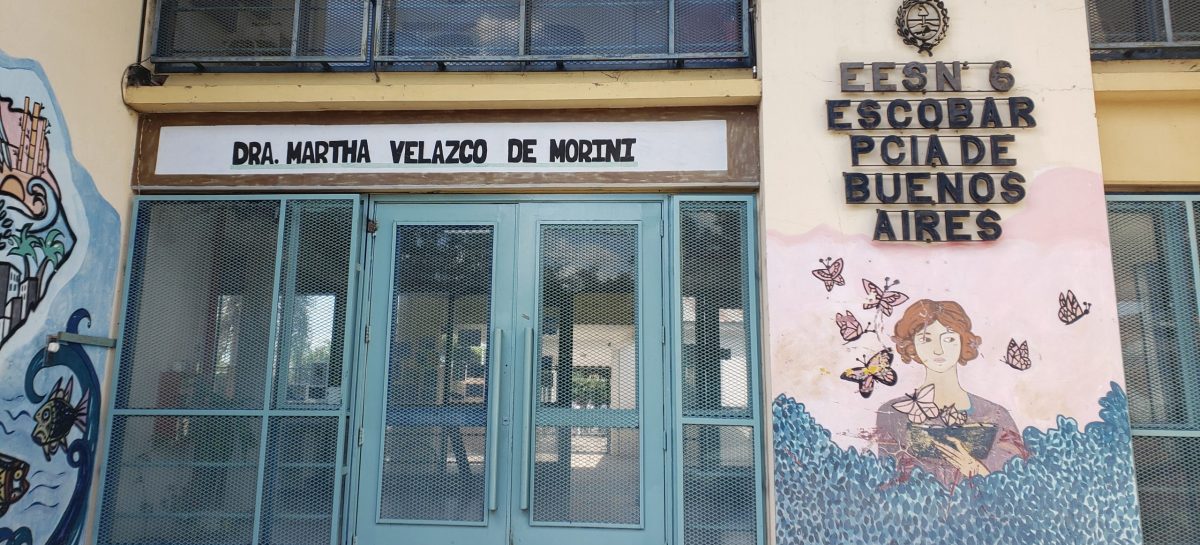 DRA. MARTHA VELAZCO DE MORINI
EESN° 6
ESCOBAR
PCIA DE
BUENOS
AIRES